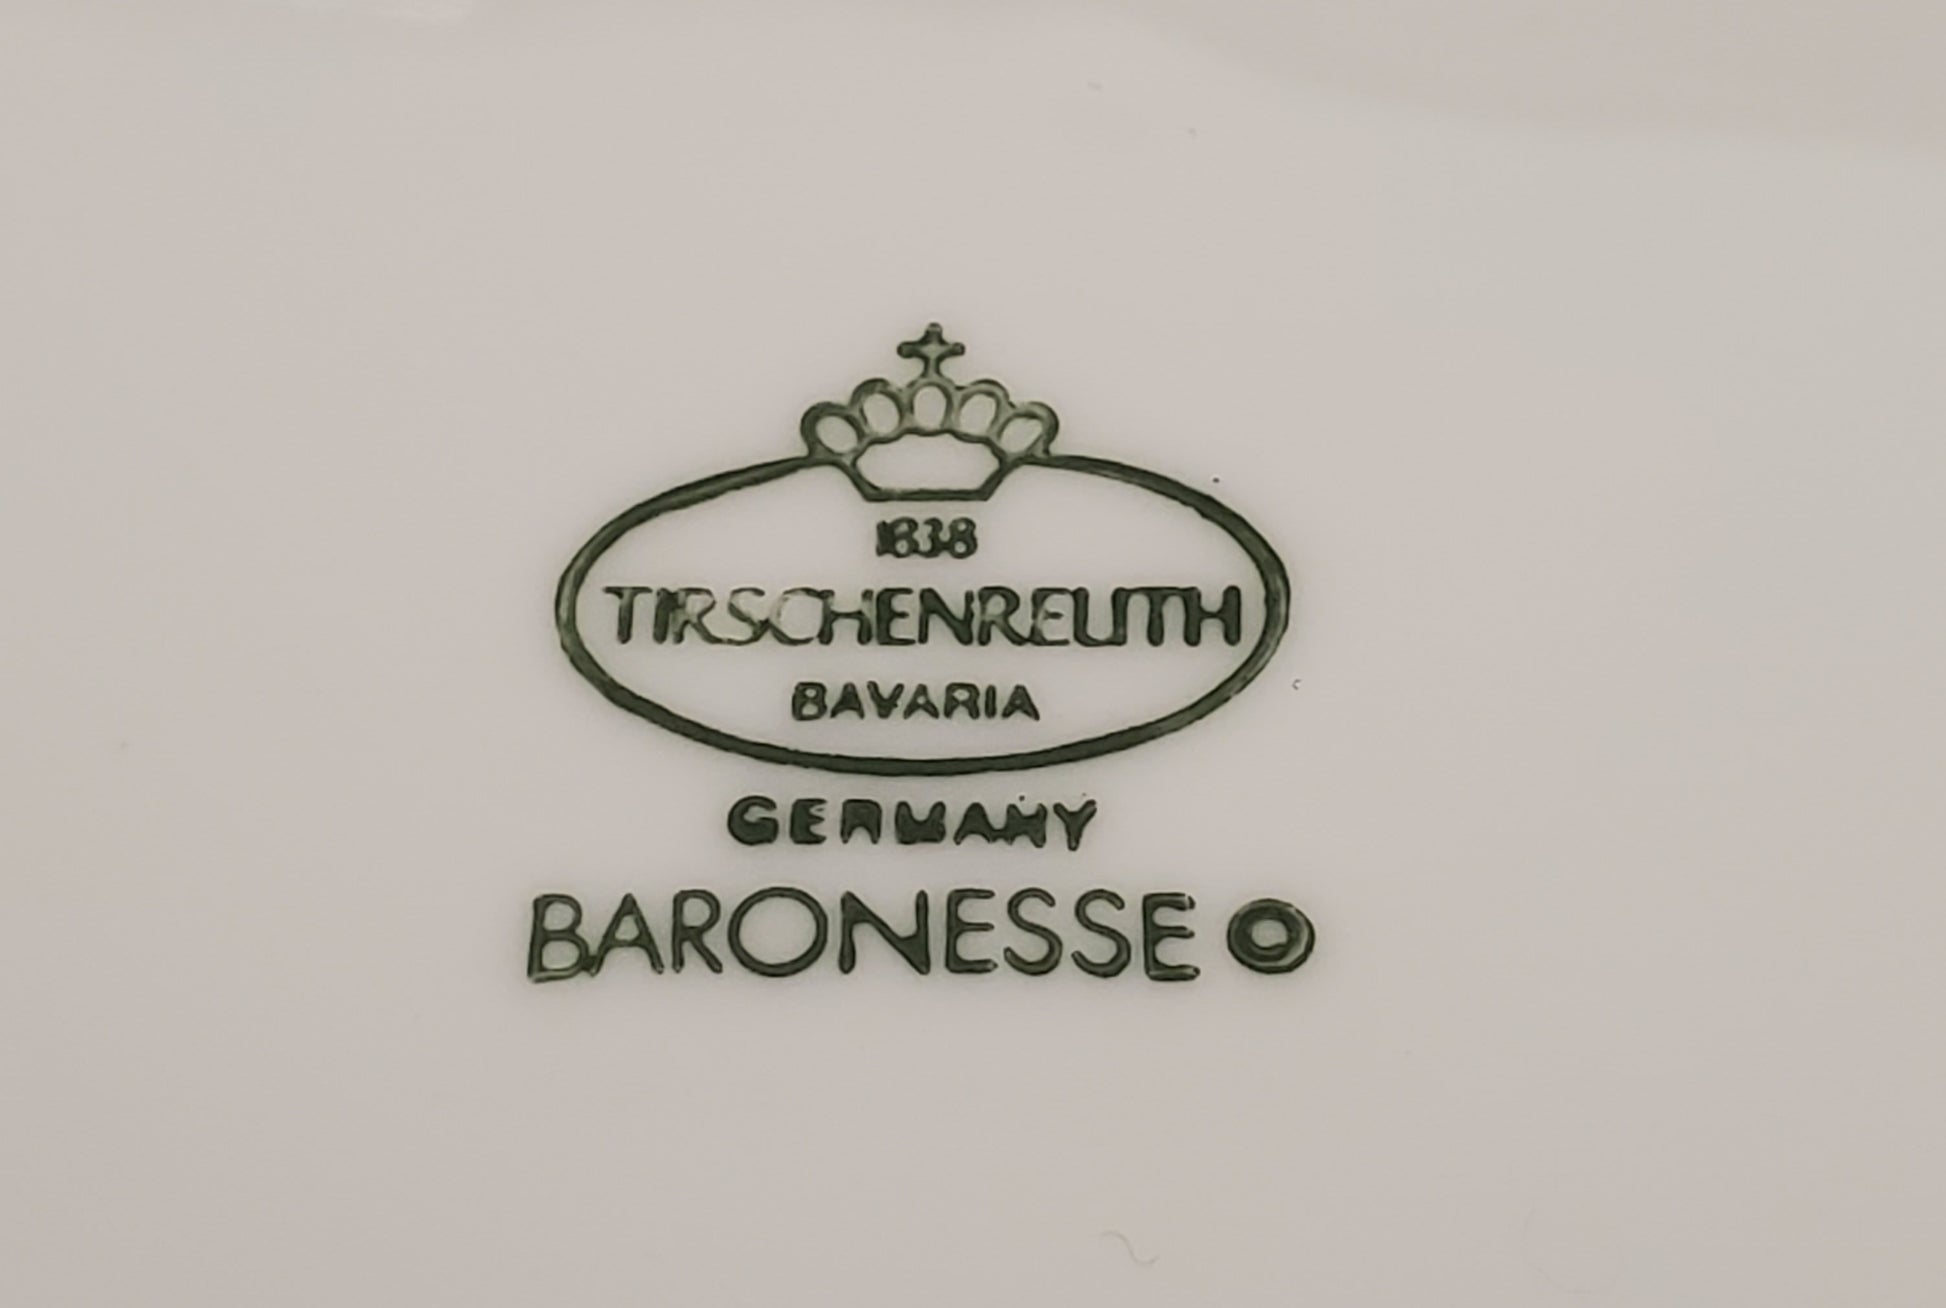 1838
TIRSCHENREUTH
BAVARIA
GERMANY
BARONESSE